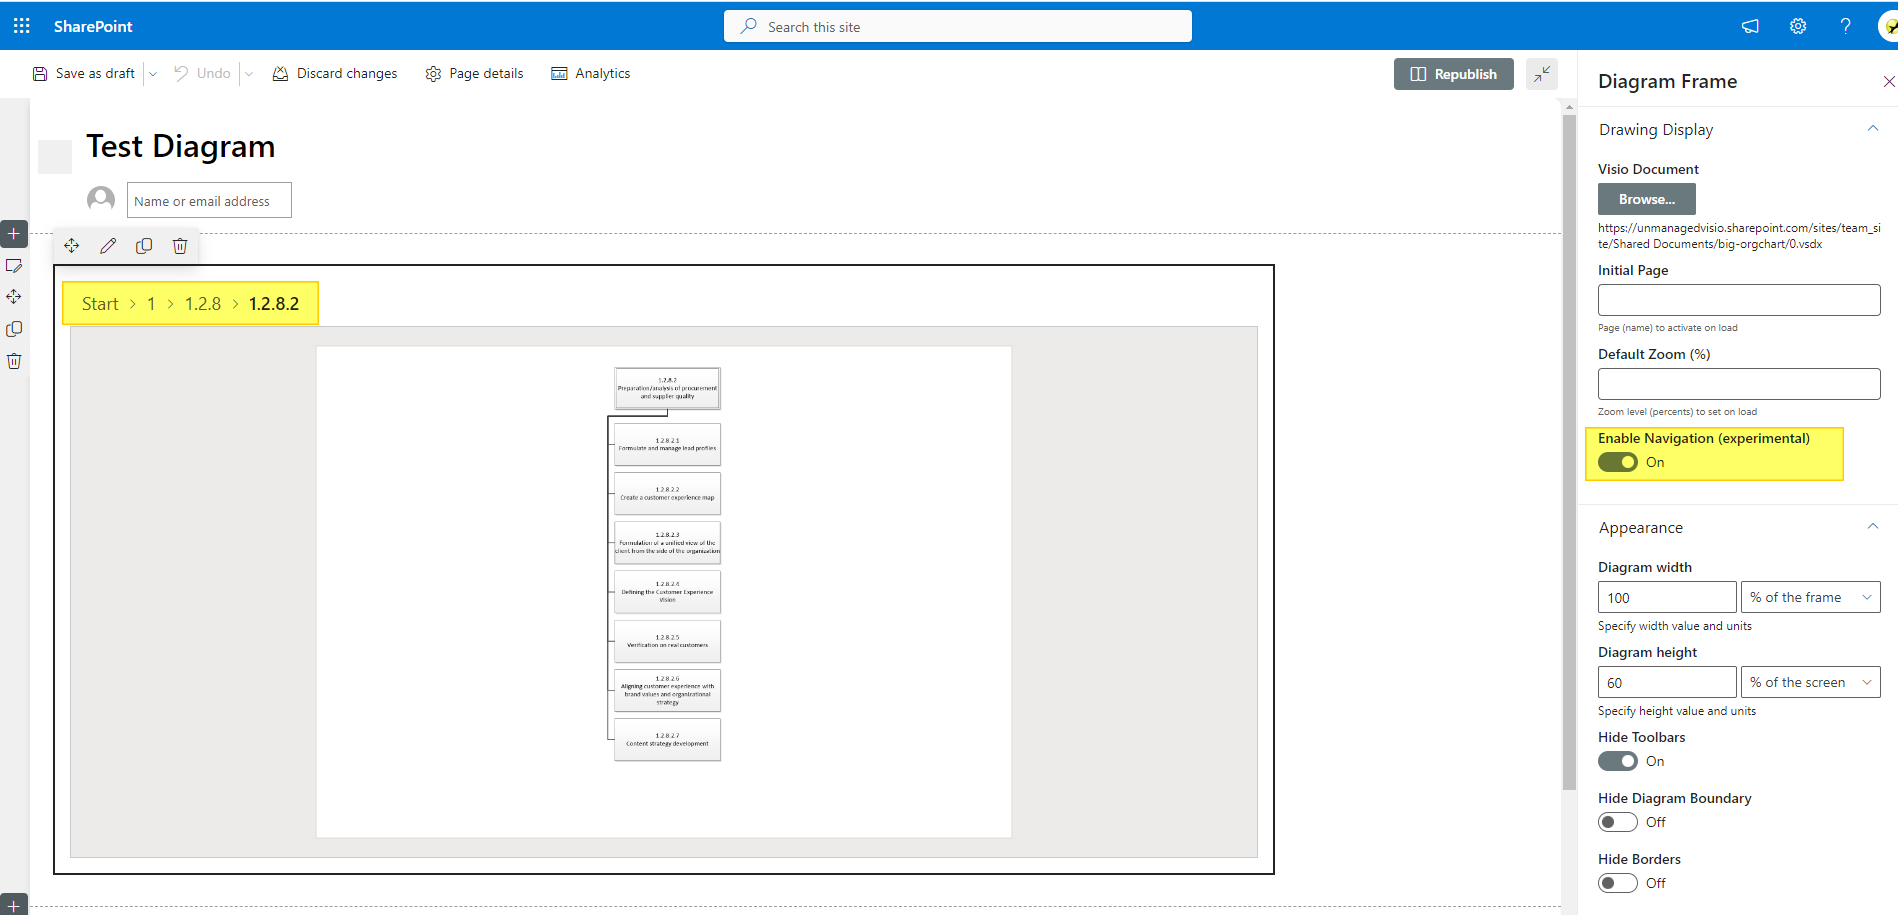 SharePoint
Search this site
Save as draft
Undo
Discard changes
Page details
Analytics
Republish
Test Diagram
Name or email address
Start > 1 > 1.2.8 > 1.2.8.2
1.2.8.2
Preparation/analysis of procurement
and supplier quality
1.2.8.2.1
Formulate and manage lead profiles
1.2.8.2.2
Create a customer experience map
1.2.8.2.3
Formulation of a unified view of the
client from the side of the organization
1.2.8.2.4
Defining the Customer Experience
Vision
1.2.8.2.5
Verification on real customers
1.2.8.2.6
Aligning customer experience with
brand values and organizational
strategy
1.2.8.2.7
Content strategy development
Diagram Frame
Drawing Display
Visio Document
Browse...
https://unmanagedvisio.sharepoint.com/sites/team_si
te/Shared Documents/big-orgchart/0.vsdx
Initial Page
Page (name) to activate on load
Default Zoom (%)
Zoom level (percents) to set on load
Enable Navigation (experimental)
On
Appearance
Diagram width
100
% of the frame
Specify width value and units
Diagram height
60
% of the screen
Specify height value and units
Hide Toolbars
On
Hide Diagram Boundary
Off
Hide Borders
Off